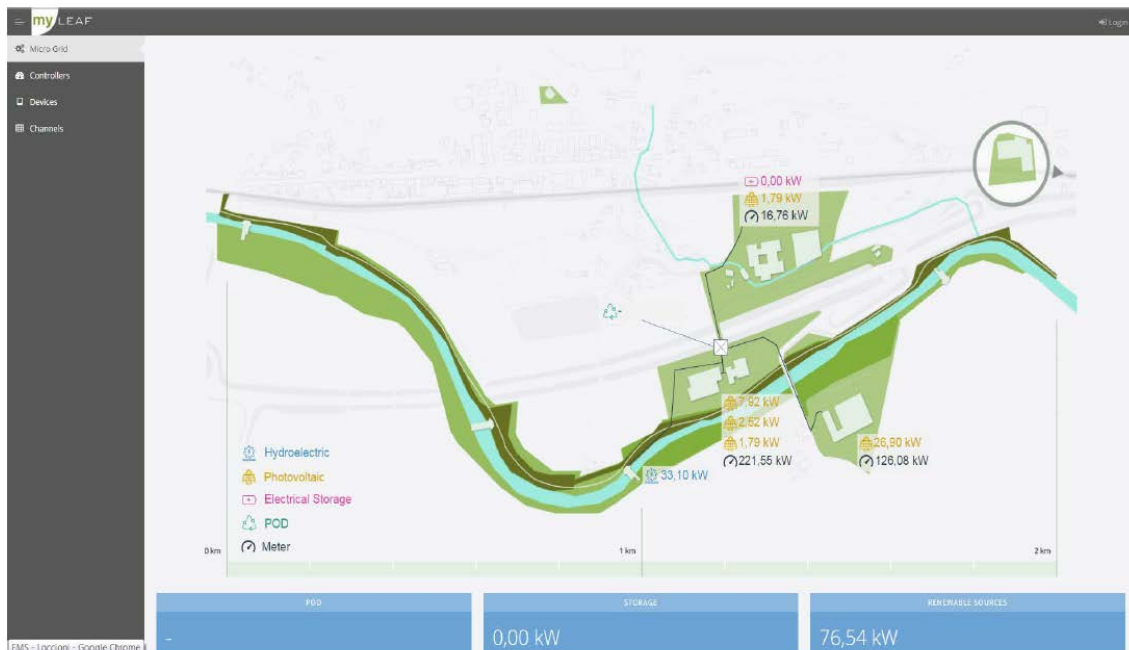 my LEAF
Login
Micro-Grid
Controllers
Devices
Channels
0,00 kW
1,79 kW
16,76 kW
-
7,92 kW
2,52 kW
1,79 kW
221,55 kW
26,90 kW
126,08 kW
33,10 kW
Hydroelectric
Photovoltaic
Electrical Storage
POD
Meter
0 km
1 km
2 km
POD
STORAGE
RENEWABLE SOURCES
-
0,00 kW
76,54 kW
EMS - Loccioni - Google Chrome